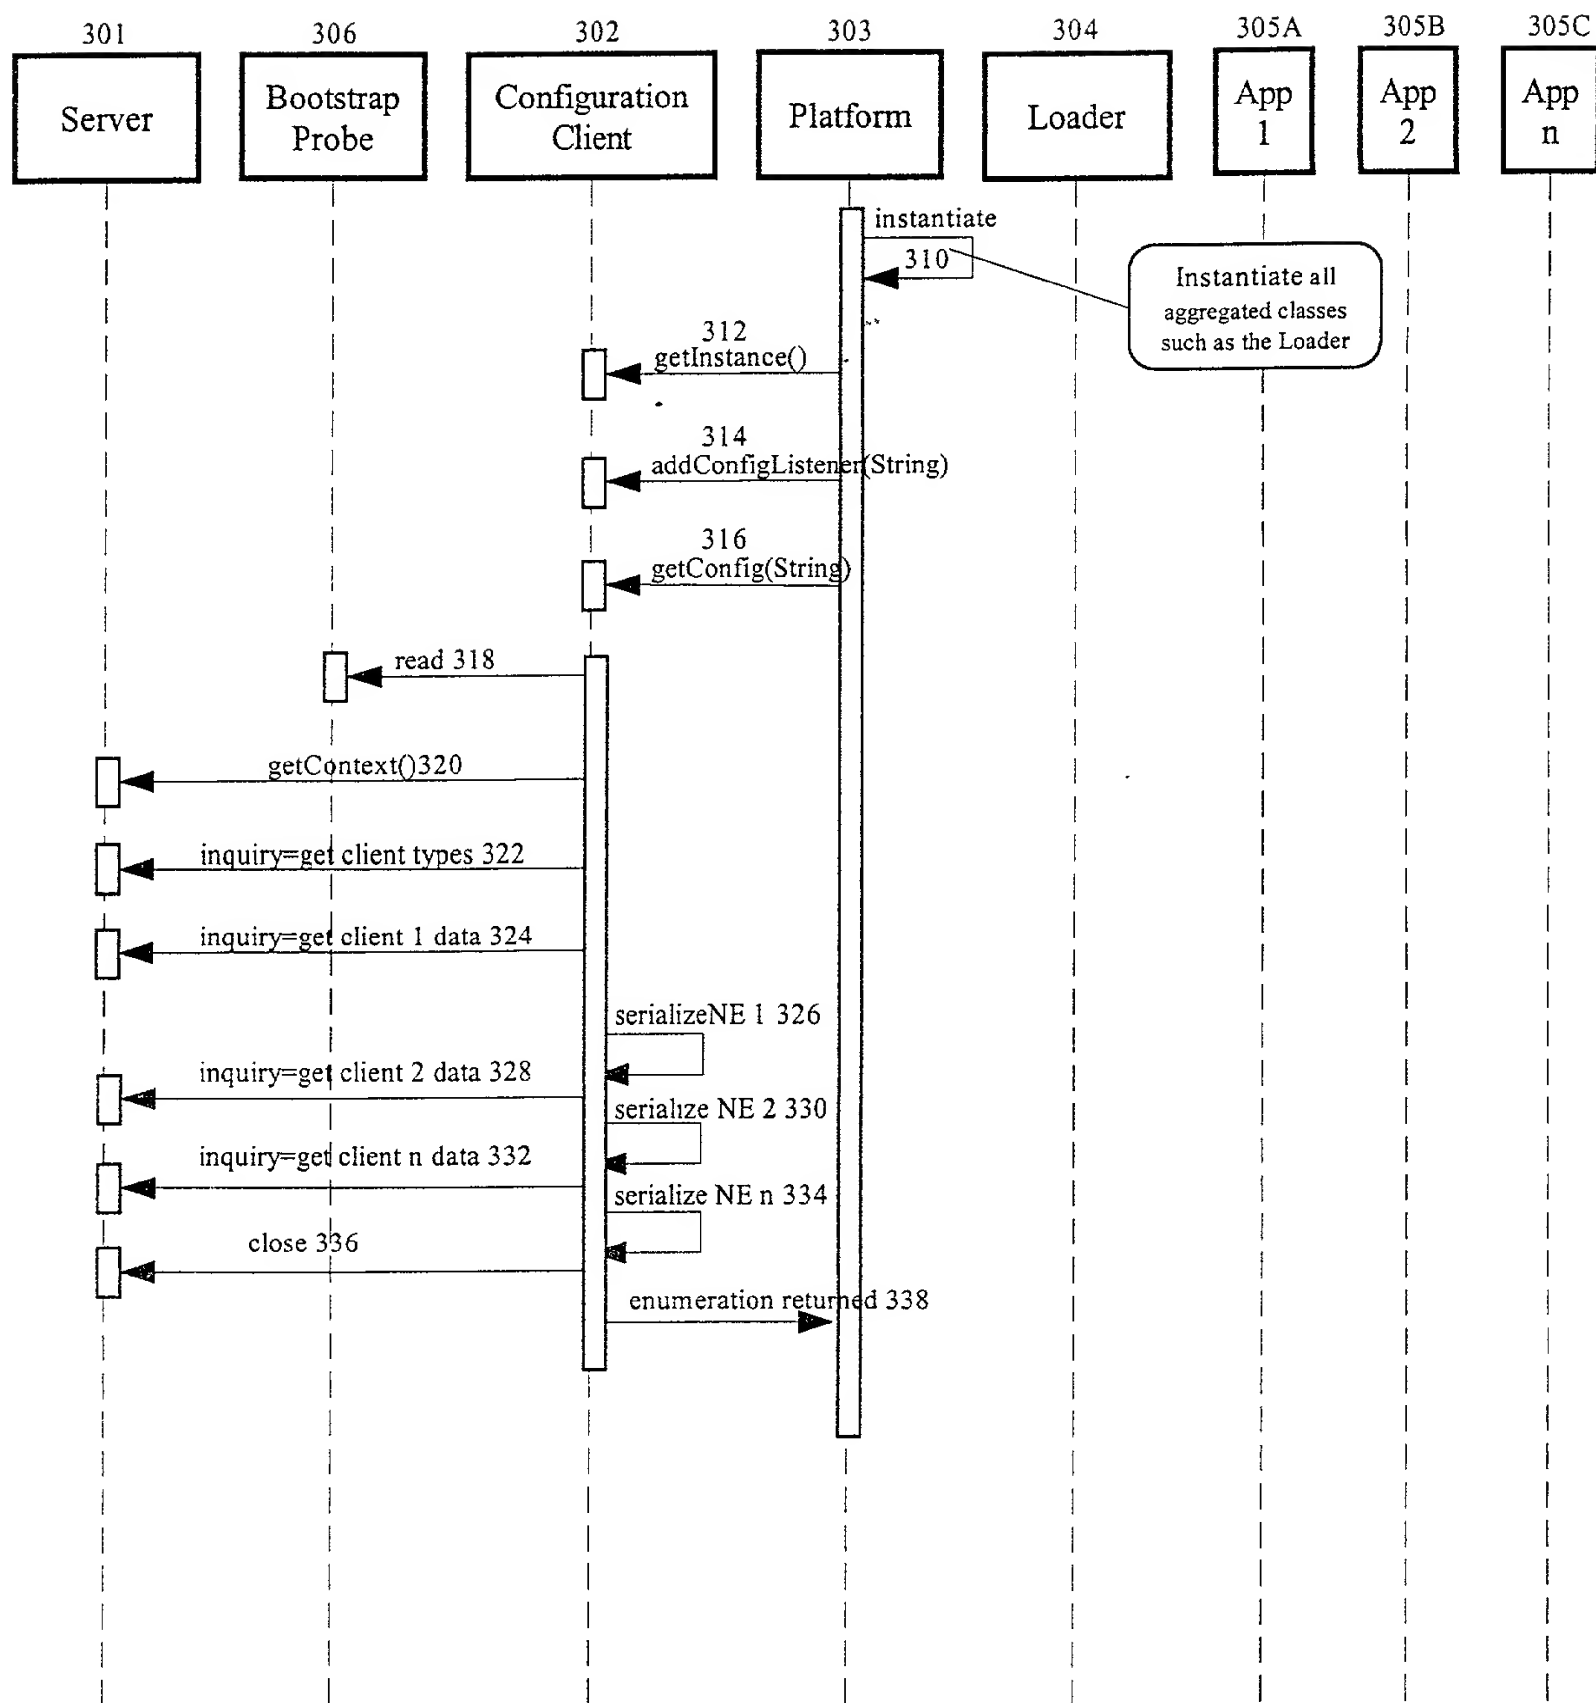 301
306
302
303
304
305A
305B
305C
Server
Bootstrap
Probe
Configuration
Client
Platform
Loader
App
1
App
2
App
n
instantiate
310
Instantiate all
aggregated classes
such as the Loader
312
getInstance()
314
addConfigListener(String)
316
getConfig(String)
read 318
getContext()320
inquiry=get client types 322
inquiry=get client 1 data 324
serializeNE 1 326
inquiry=get client 2 data 328
serialize NE 2 330
inquiry=get client n data 332
serialize NE n 334
close 336
enumeration returned 338